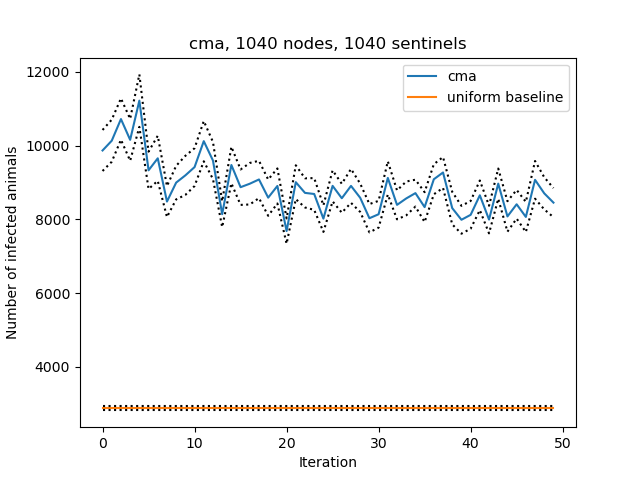 cma, 1040 nodes, 1040 sentinels
cma
uniform baseline
12000
10000
8000
6000
4000
Number of infected animals
0 10 20 30 40 50
Iteration